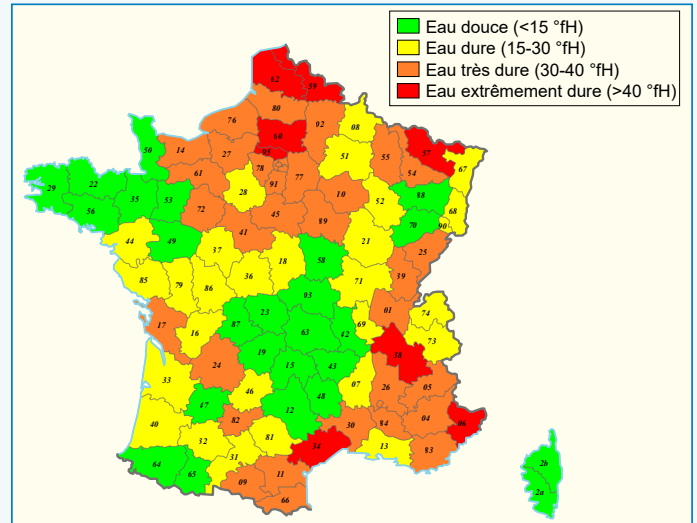 Eau douce (<15 °fH)
Eau dure (15-30 °fH)
Eau très dure (30-40 °fH)
Eau extrêmement dure (>40 °fH)
62 59
80
76 92 08
60
50 14 27 95 51 55 57
78 54 67
61 77
29 22 91
35 53 28 10 88
56 72 45 52 68
89 70 90
44 49 41 21
37 18 58 25
85 79 86 36 71 39
93
17 16 87 23 01 74
63 42 69 73
24 19 15 43 38
33 46 07 26 05
47 48
40 82 12 30 84 04 06
32 81 34 13 83
64 65 31
09 11
66
2b
2a